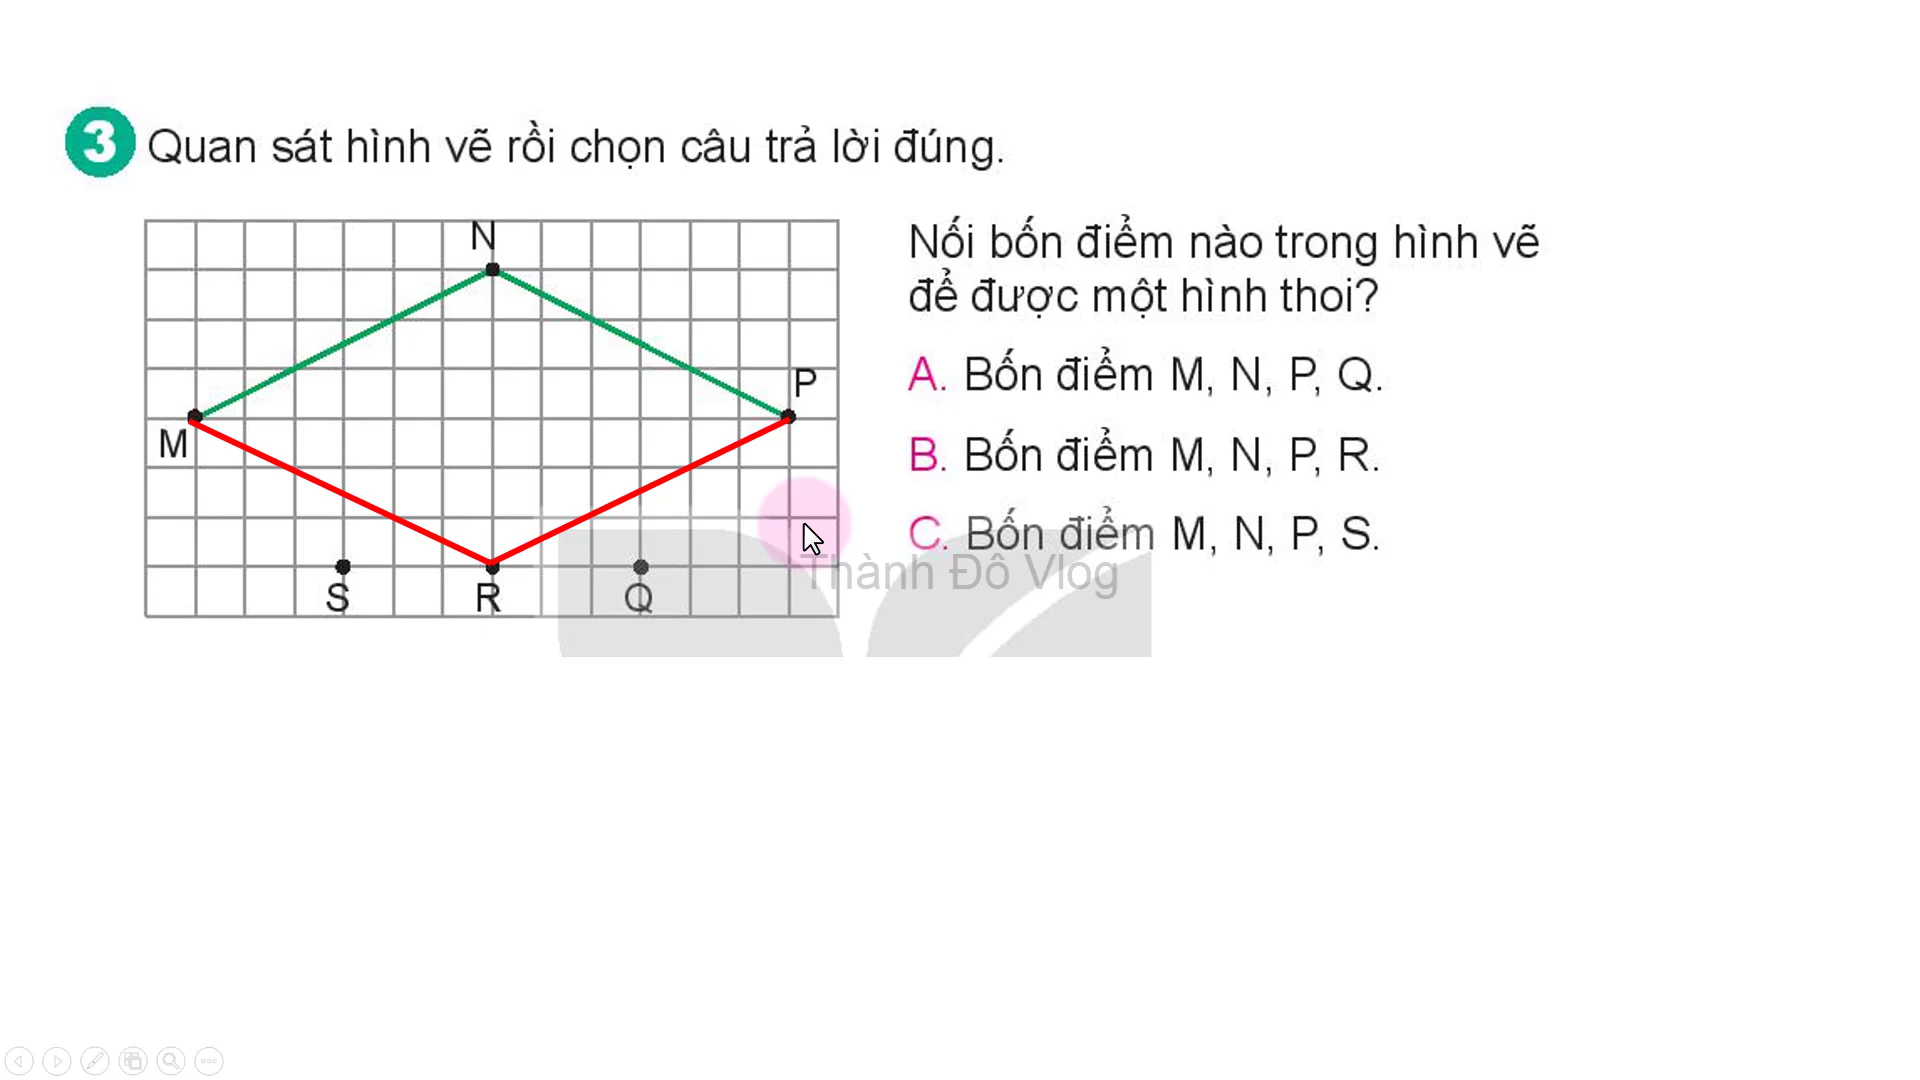 3 Quan sát hình vẽ rồi chọn câu trả lời đúng.
N
P
M
S
R
Q
Nối bốn điểm nào trong hình vẽ
để được một hình thoi?
A. Bốn điểm M, N, P, Q.
B. Bốn điểm M, N, P, R.
C. Bốn điểm M, N, P, S.
Thành Đô Vlog